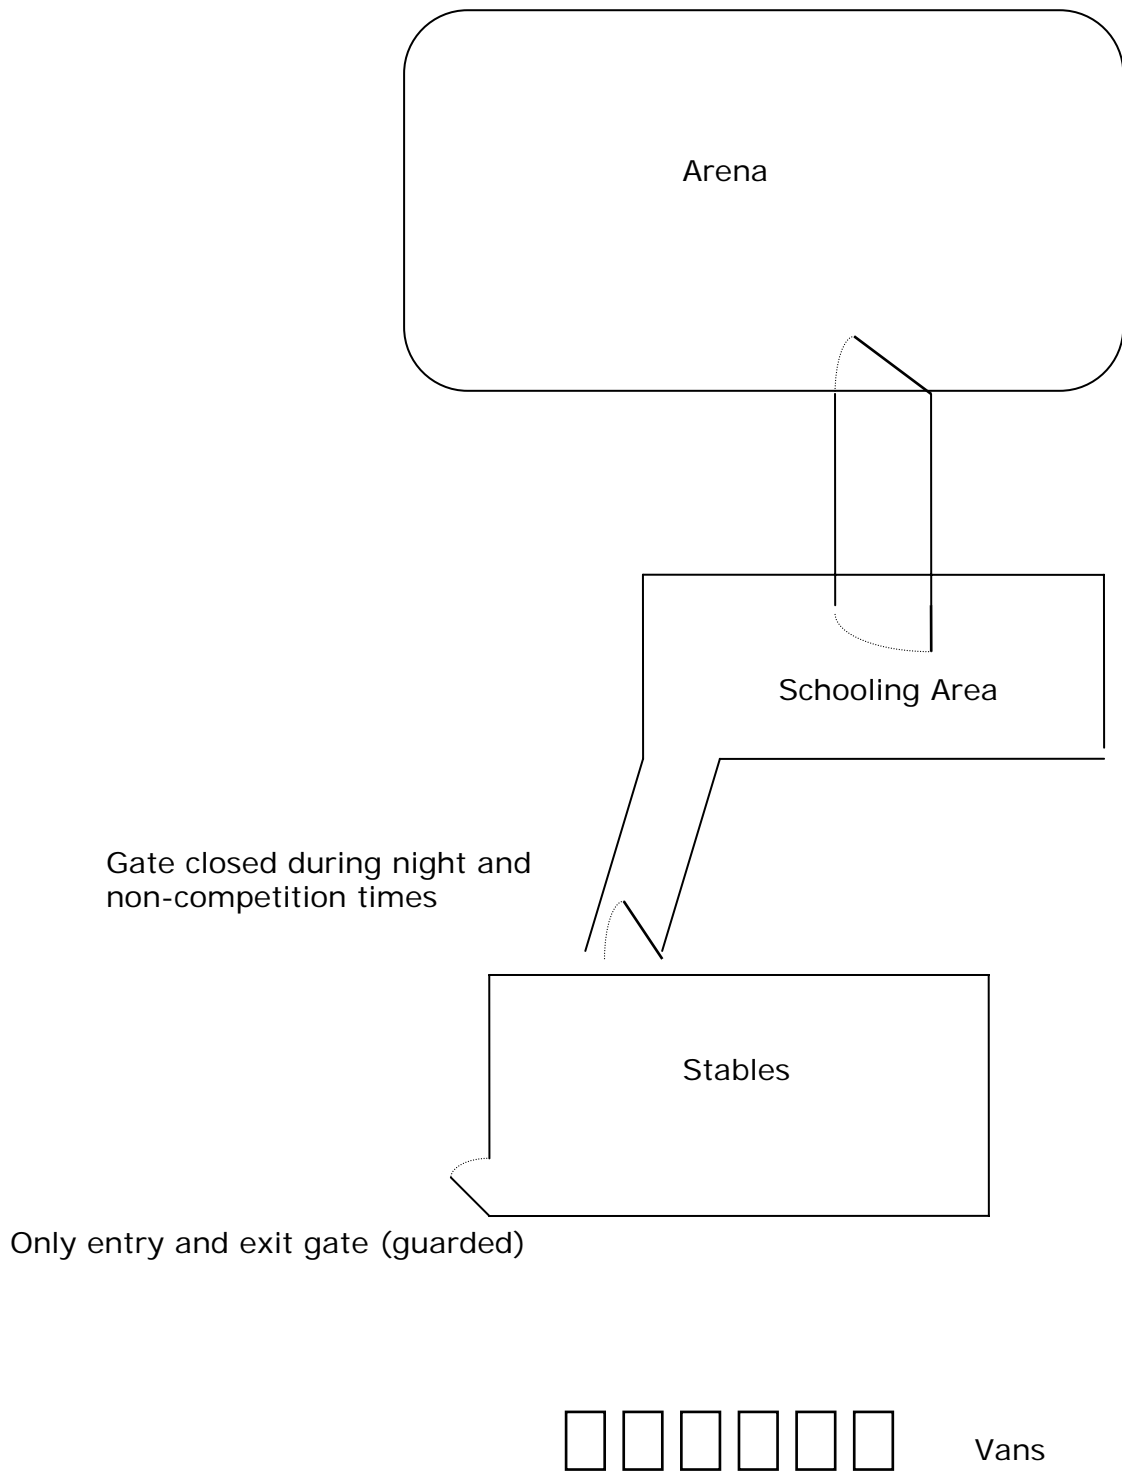 Arena
Schooling Area
Gate closed during night and
non-competition times
Stables
Only entry and exit gate (guarded)
Vans